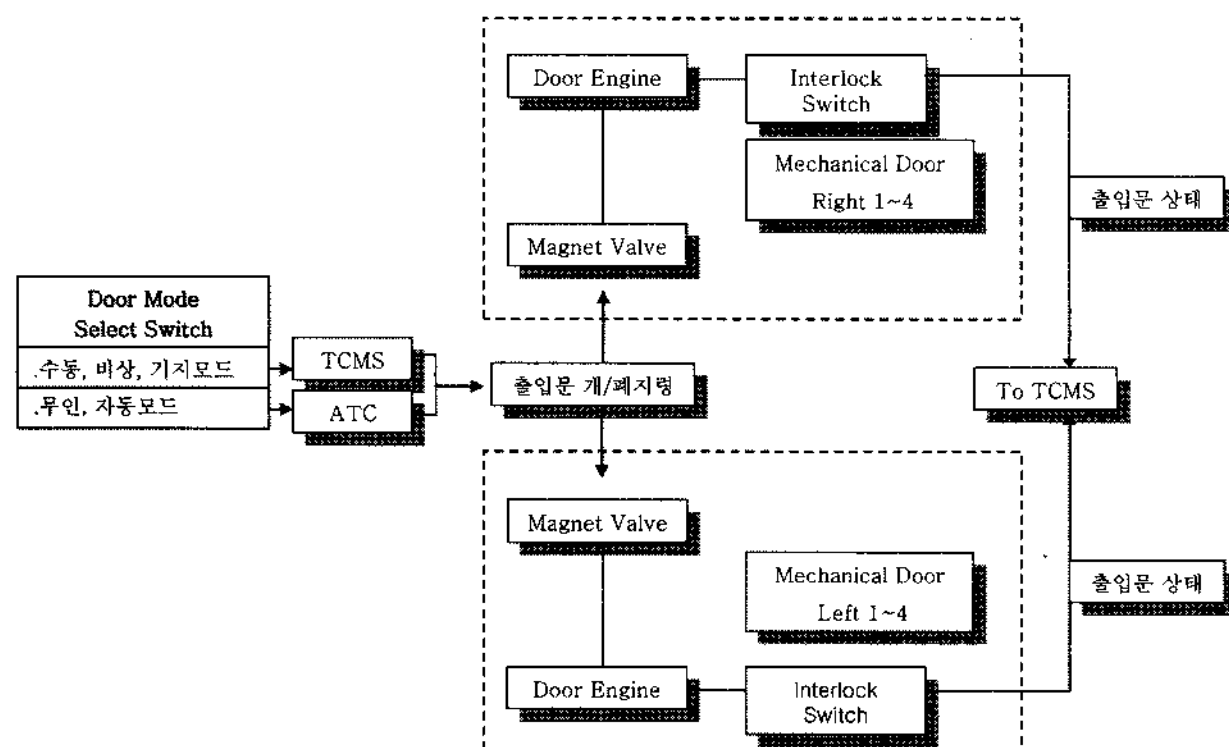 Door Engine
Interlock
Switch
Mechanical Door
Right 1~4
출입문 상태
Magnet Valve
Door Mode
Select Switch
.수동, 비상, 기지모드
TCMS
.무인, 자동모드
ATC
출입문 개/폐지령
To TCMS
Magnet Valve
Mechanical Door
Left 1~4
출입문 상태
Door Engine
Interlock
Switch